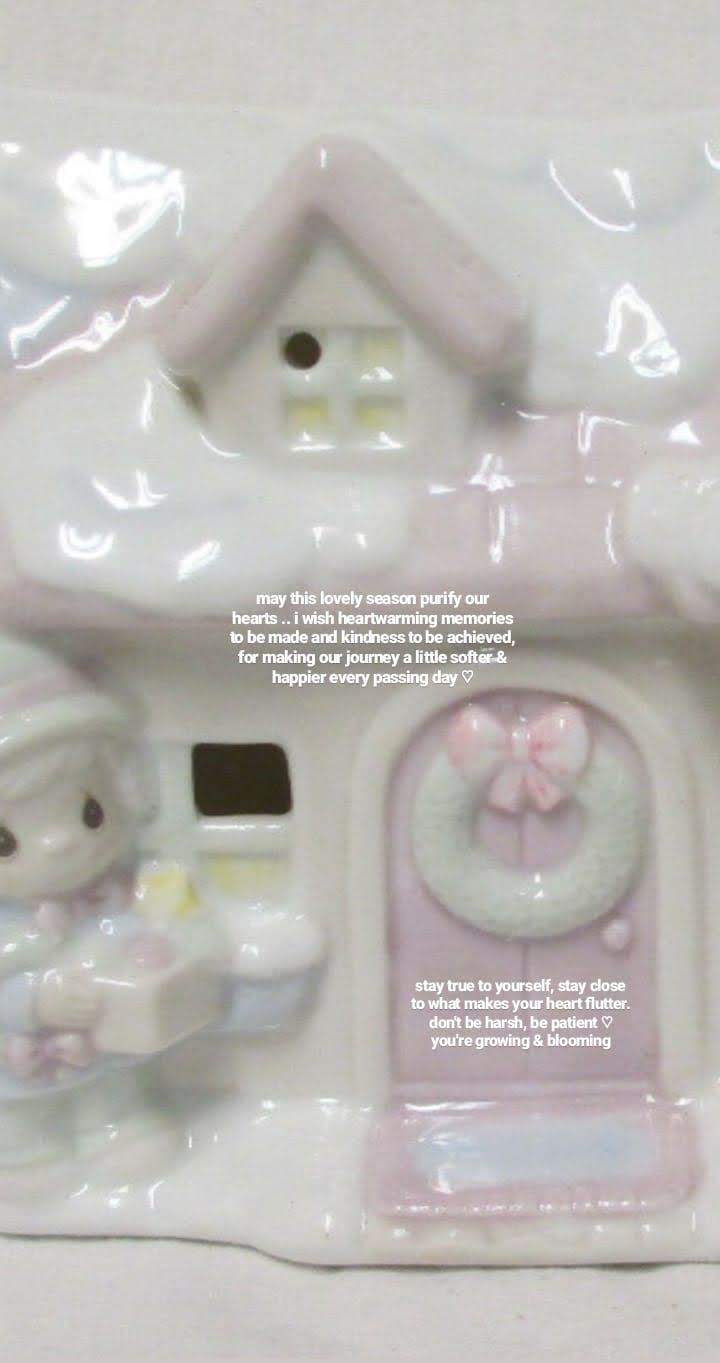 may this lovely season purify our
hearts .. i wish heartwarming memories
to be made and kindness to be achieved,
for making our journey a little softer &
happier every passing day ♡
stay true to yourself, stay close
to what makes your heart flutter.
don't be harsh, be patient ♡
you're growing & blooming